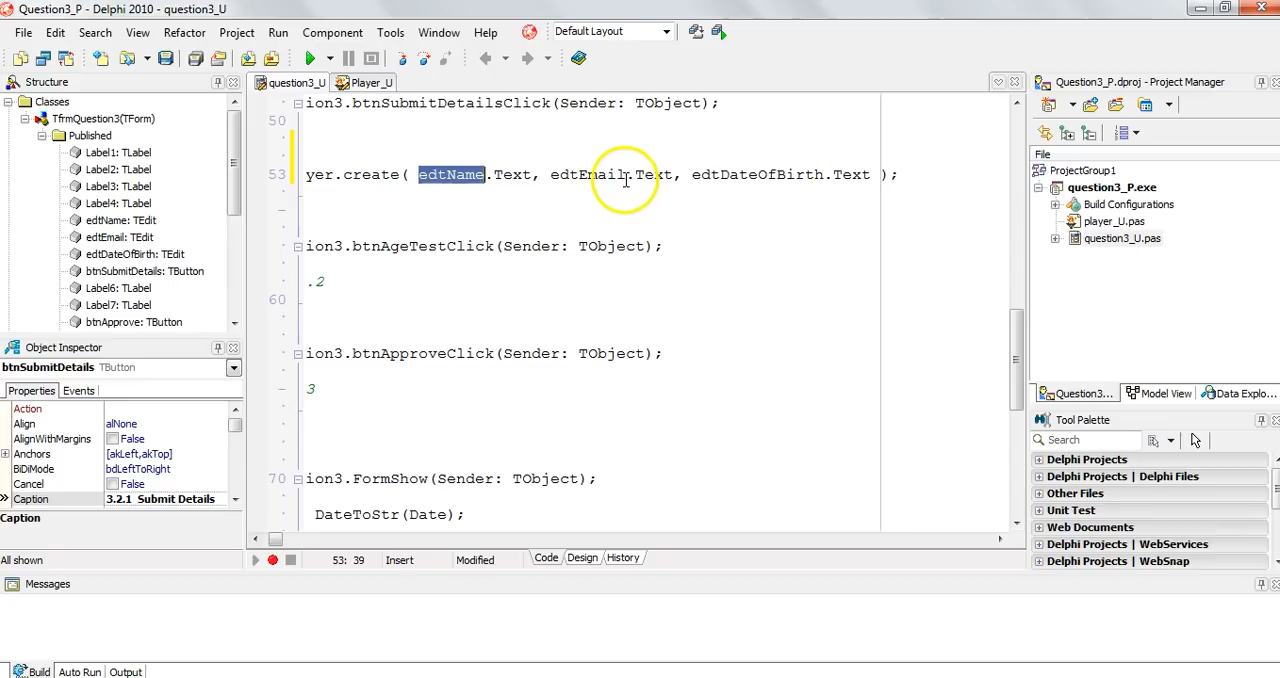 Question3_P - Delphi 2010 - question3_U
File Edit Search View Refactor Project Run Component Tools Window Help Default Layout
Structure
question3_U Player_U
Question3_P.dproj - Project Manager
Classes
TfrmQuestion3(TForm)
Published
Label1: TLabel
Label2: TLabel
Label3: TLabel
Label4: TLabel
edtName: TEdit
edtEmail: TEdit
edtDateOfBirth: TEdit
btnSubmitDetails: TButton
Label6: TLabel
Label7: TLabel
btnApprove: TButton
ion3.btnSubmitDetailsClick(Sender: TObject);
50
53 yer.create( edtName.Text, edtEmail.Text, edtDateOfBirth.Text );
ion3.btnAgeTestClick(Sender: TObject);
.2
60
ion3.btnApproveClick(Sender: TObject);
3
70 ion3.FormShow(Sender: TObject);
DateToStr(Date);
File
ProjectGroup1
question3_P.exe
Build Configurations
player_U.pas
question3_U.pas
Question3... Model View Data Explo...
Object Inspector
btnSubmitDetails TButton
Properties Events
Action
Align alNone
AlignWithMargins False
Anchors [akLeft,akTop]
BiDiMode bdLeftToRight
Cancel False
Caption 3.2.1 Submit Details
Caption
All shown
53: 39 Insert Modified Code Design History
Tool Palette
Search
Delphi Projects
Delphi Projects | Delphi Files
Other Files
Unit Test
Web Documents
Delphi Projects | WebServices
Delphi Projects | WebSnap
Messages
Build Auto Run Output